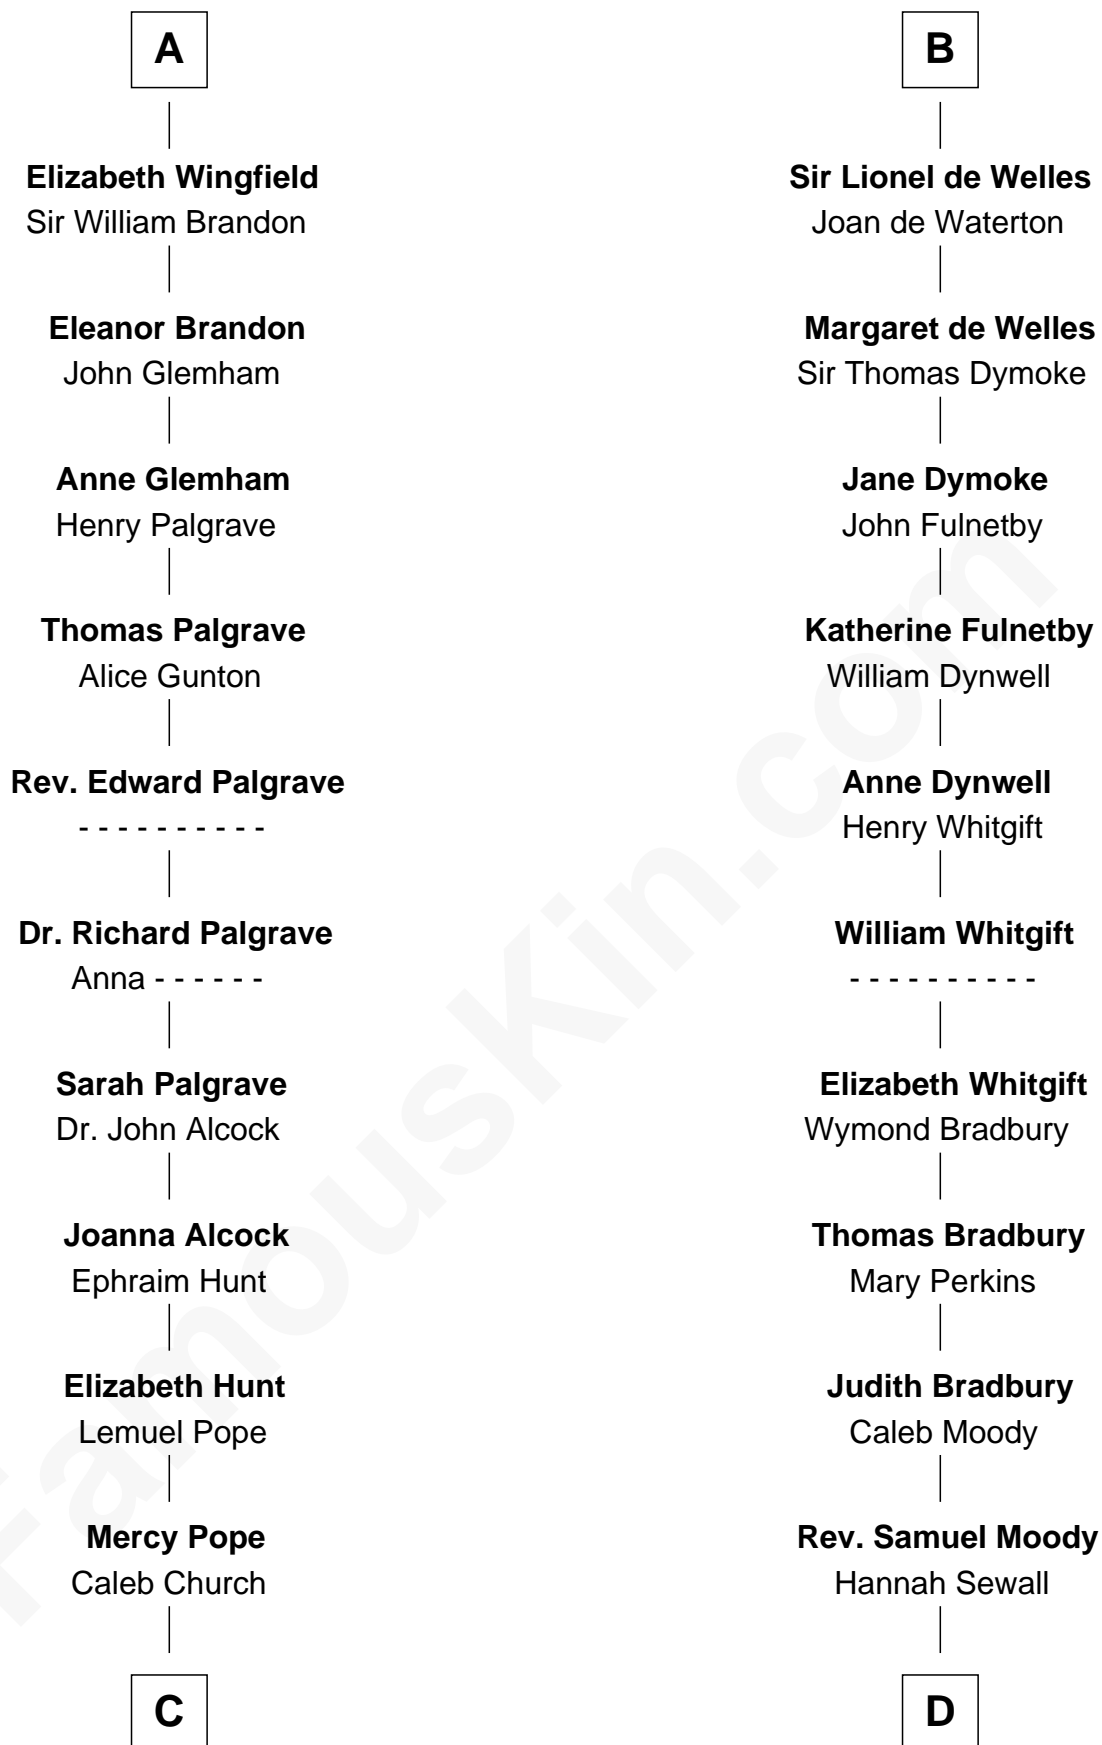 A
Elizabeth Wingfield
Sir William Brandon
Eleanor Brandon
John Glemham
Anne Glemham
Henry Palgrave
Thomas Palgrave
Alice Gunton
Rev. Edward Palgrave
- - - - - - - - - -
Dr. Richard Palgrave
Anna - - - - - -
Sarah Palgrave
Dr. John Alcock
Joanna Alcock
Ephraim Hunt
Elizabeth Hunt
Lemuel Pope
Mercy Pope
Caleb Church
C
B
Sir Lionel de Welles
Joan de Waterton
Margaret de Welles
Sir Thomas Dymoke
Jane Dymoke
John Fulnetby
Katherine Fulnetby
William Dynwell
Anne Dynwell
Henry Whitgift
William Whitgift
- - - - - - - - - -
Elizabeth Whitgift
Wymond Bradbury
Thomas Bradbury
Mary Perkins
Judith Bradbury
Caleb Moody
Rev. Samuel Moody
Hannah Sewall
D
FamousKin.com